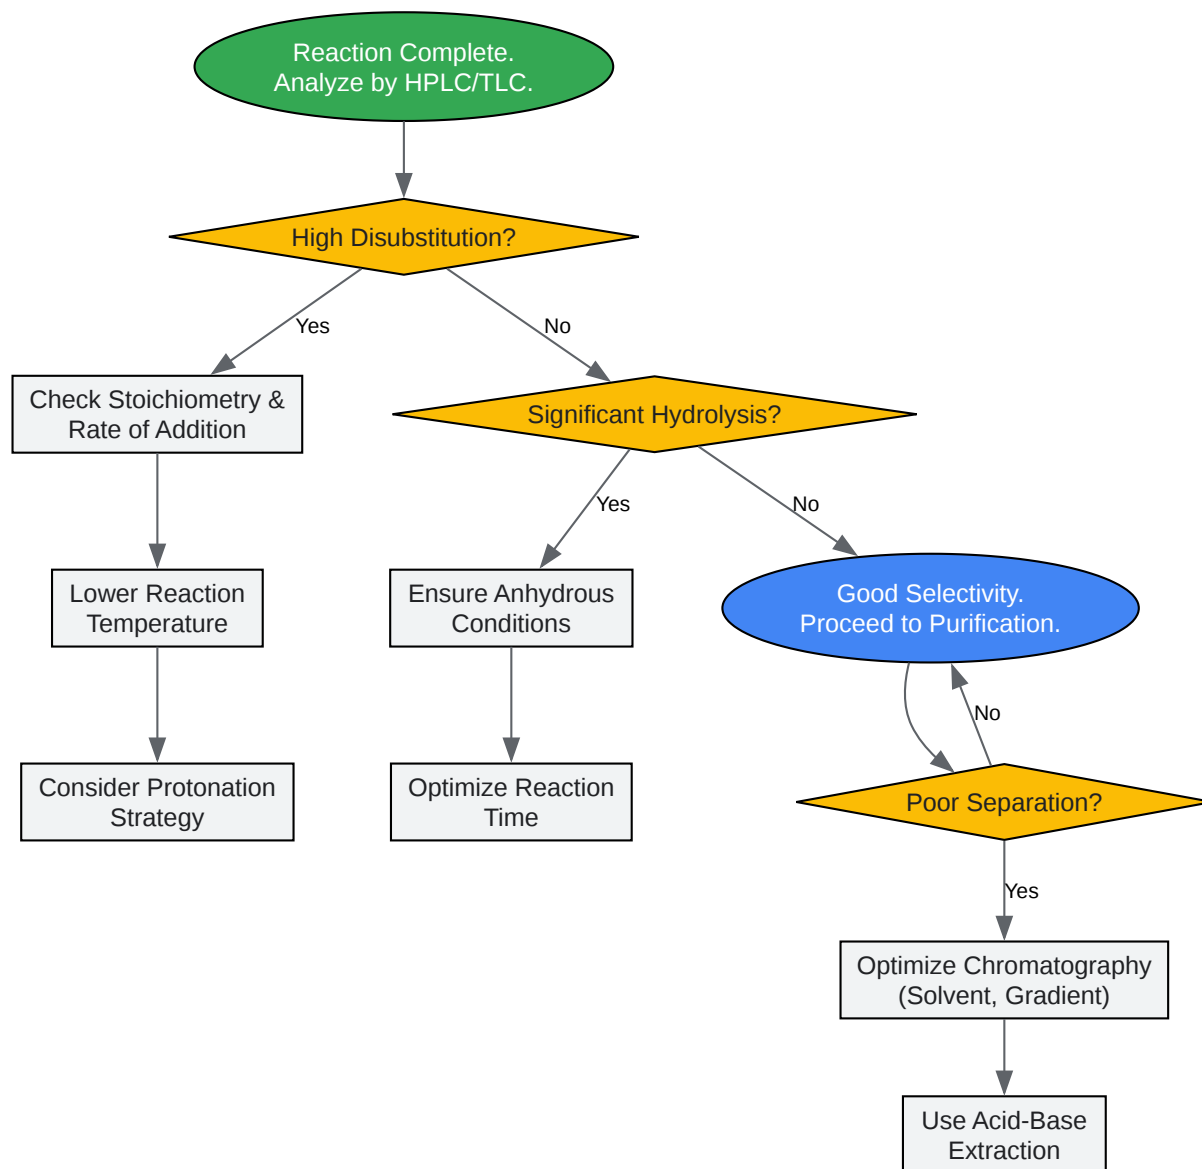 Reaction Complete.
Analyze by HPLC/TLC.
High Disubstitution?
Yes
No
Check Stoichiometry &
Rate of Addition
Significant Hydrolysis?
Yes
No
Lower Reaction
Temperature
Ensure Anhydrous
Conditions
Good Selectivity.
Proceed to Purification.
No
Consider Protonation
Strategy
Optimize Reaction
Time
Poor Separation?
Yes
Optimize Chromatography
(Solvent, Gradient)
Use Acid-Base
Extraction